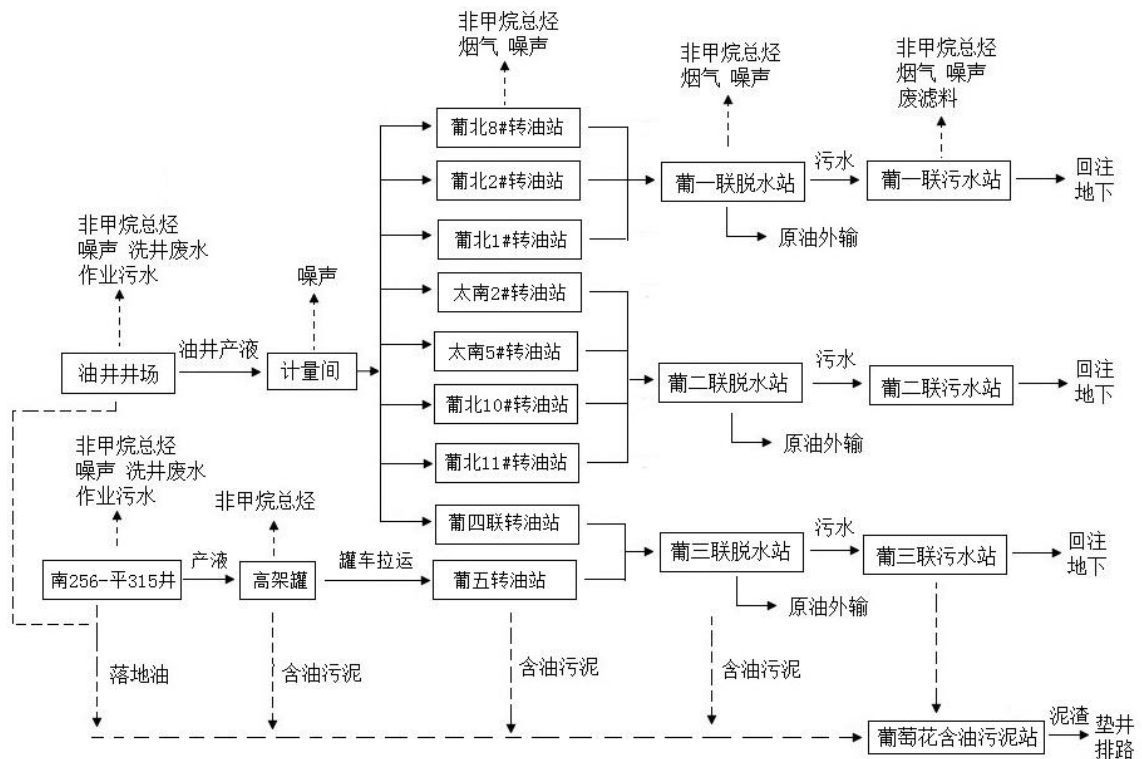 非甲烷总烃
烟气 噪声
非甲烷总烃
烟气 噪声
非甲烷总烃
烟气 噪声
废滤料
葡北8#转油站
葡北2#转油站
葡一联脱水站
污水
葡一联污水站
回注
地下
葡北1#转油站
原油外输
非甲烷总烃
噪声 洗井废水
作业污水
噪声
太南2#转油站
油井井场
油井产液
计量间
太南5#转油站
葡二联脱水站
污水
葡二联污水站
回注
地下
葡北10#转油站
原油外输
葡北11#转油站
非甲烷总烃
噪声 洗井废水
作业污水
非甲烷总烃
葡四联转油站
葡三联脱水站
污水
葡三联污水站
回注
地下
南256-平315井
产液
高架罐
罐车拉运
葡五转油站
原油外输
落地油
含油污泥
含油污泥
含油污泥
葡萄花含油污泥站
泥渣
垫井
排路